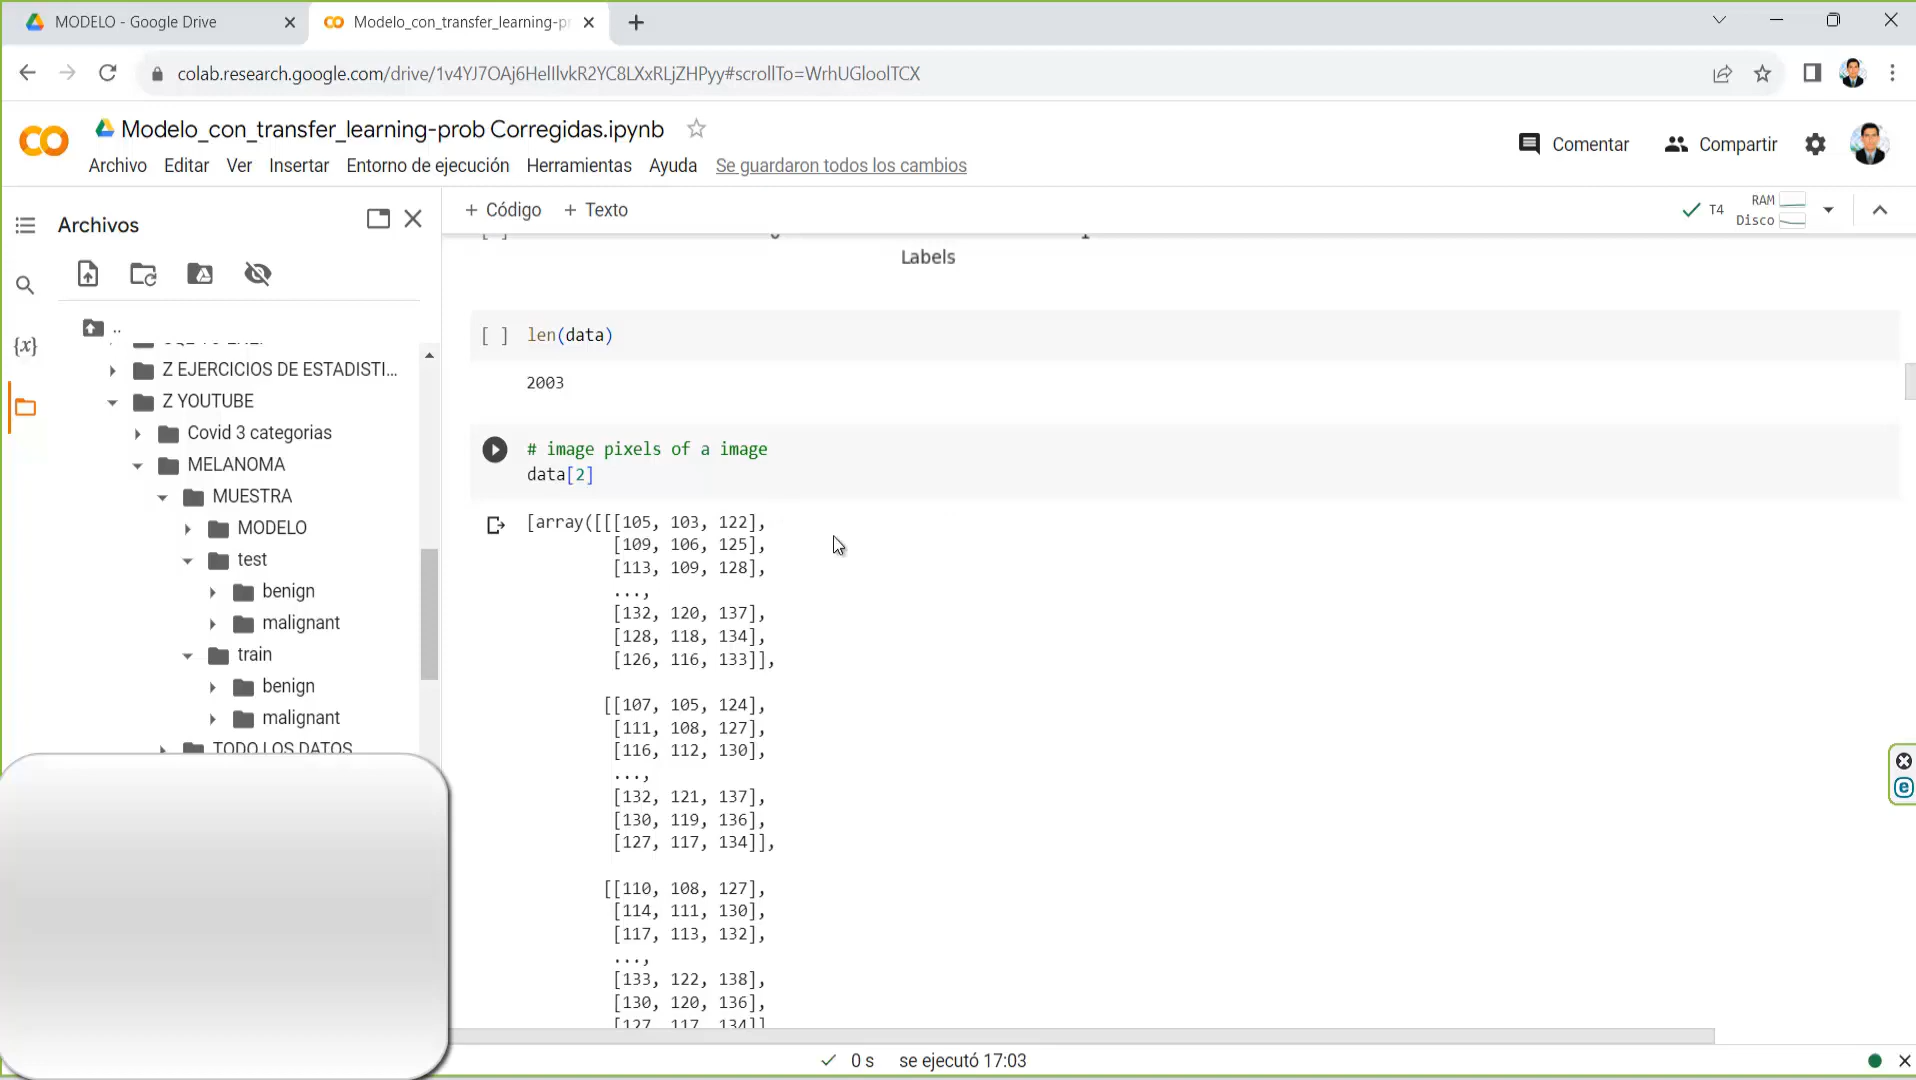 MODELO - Google Drive
Modelo_con_transfer_learning-pr
colab.research.google.com/drive/1v4YJ7OAj6HelIlvkR2YC8LXxRLjZHPyy#scrollTo=WrhUGloolTCX
Modelo_con_transfer_learning-prob Corregidas.ipynb
Archivo Editar Ver Insertar Entorno de ejecución Herramientas Ayuda Se guardaron todos los cambios
Comentar
Compartir
Archivos
+ Código + Texto
T4
RAM
Disco
..
Z EJERCICIOS DE ESTADISTI...
Z YOUTUBE
Covid 3 categorias
MELANOMA
MUESTRA
MODELO
test
benign
malignant
train
benign
malignant
TODO LOS DATOS
{x}
Labels
[ ] len(data)
2003
# image pixels of a image
data[2]
[array([[[105, 103, 122],
[109, 106, 125],
[113, 109, 128],
...,
[132, 120, 137],
[128, 118, 134],
[126, 116, 133]],
[[107, 105, 124],
[111, 108, 127],
[116, 112, 130],
...,
[132, 121, 137],
[130, 119, 136],
[127, 117, 134]],
[[110, 108, 127],
[114, 111, 130],
[117, 113, 132],
...,
[133, 122, 138],
[130, 120, 136],
[127, 117, 134]]
0 s se ejecutó 17:03